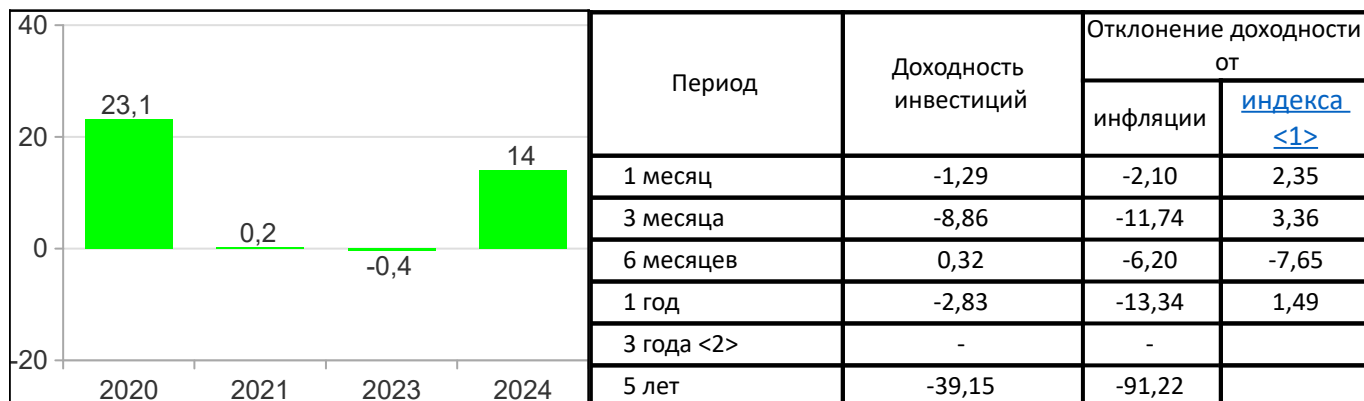 40
20
0
-20
23,1
0,2
-0,4
14
2020 2021 2023 2024
Период
Доходность
инвестиций
Отклонение доходности
от
инфляции
индекса
<1>
1 месяц -1,29 -2,10 2,35
3 месяца -8,86 -11,74 3,36
6 месяцев 0,32 -6,20 -7,65
1 год -2,83 -13,34 1,49
3 года <2> - -
5 лет -39,15 -91,22